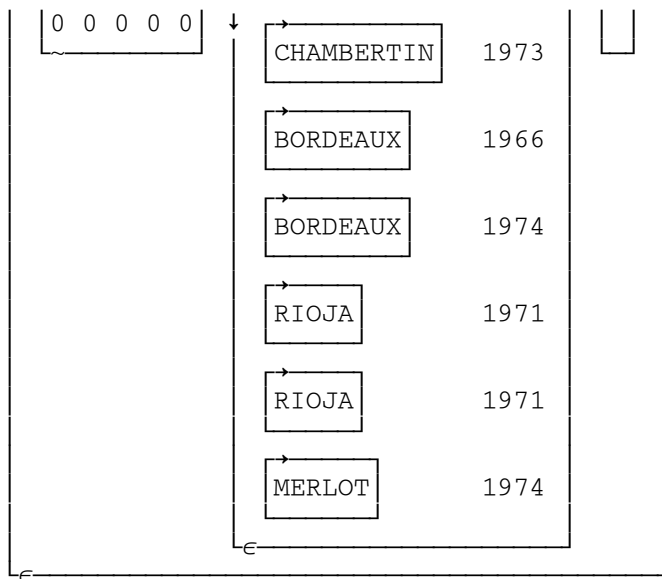 0 0 0 0 0
~
CHAMBERTIN 1973
BORDEAUX 1966
BORDEAUX 1974
RIOJA 1971
RIOJA 1971
MERLOT 1974
∊
∊